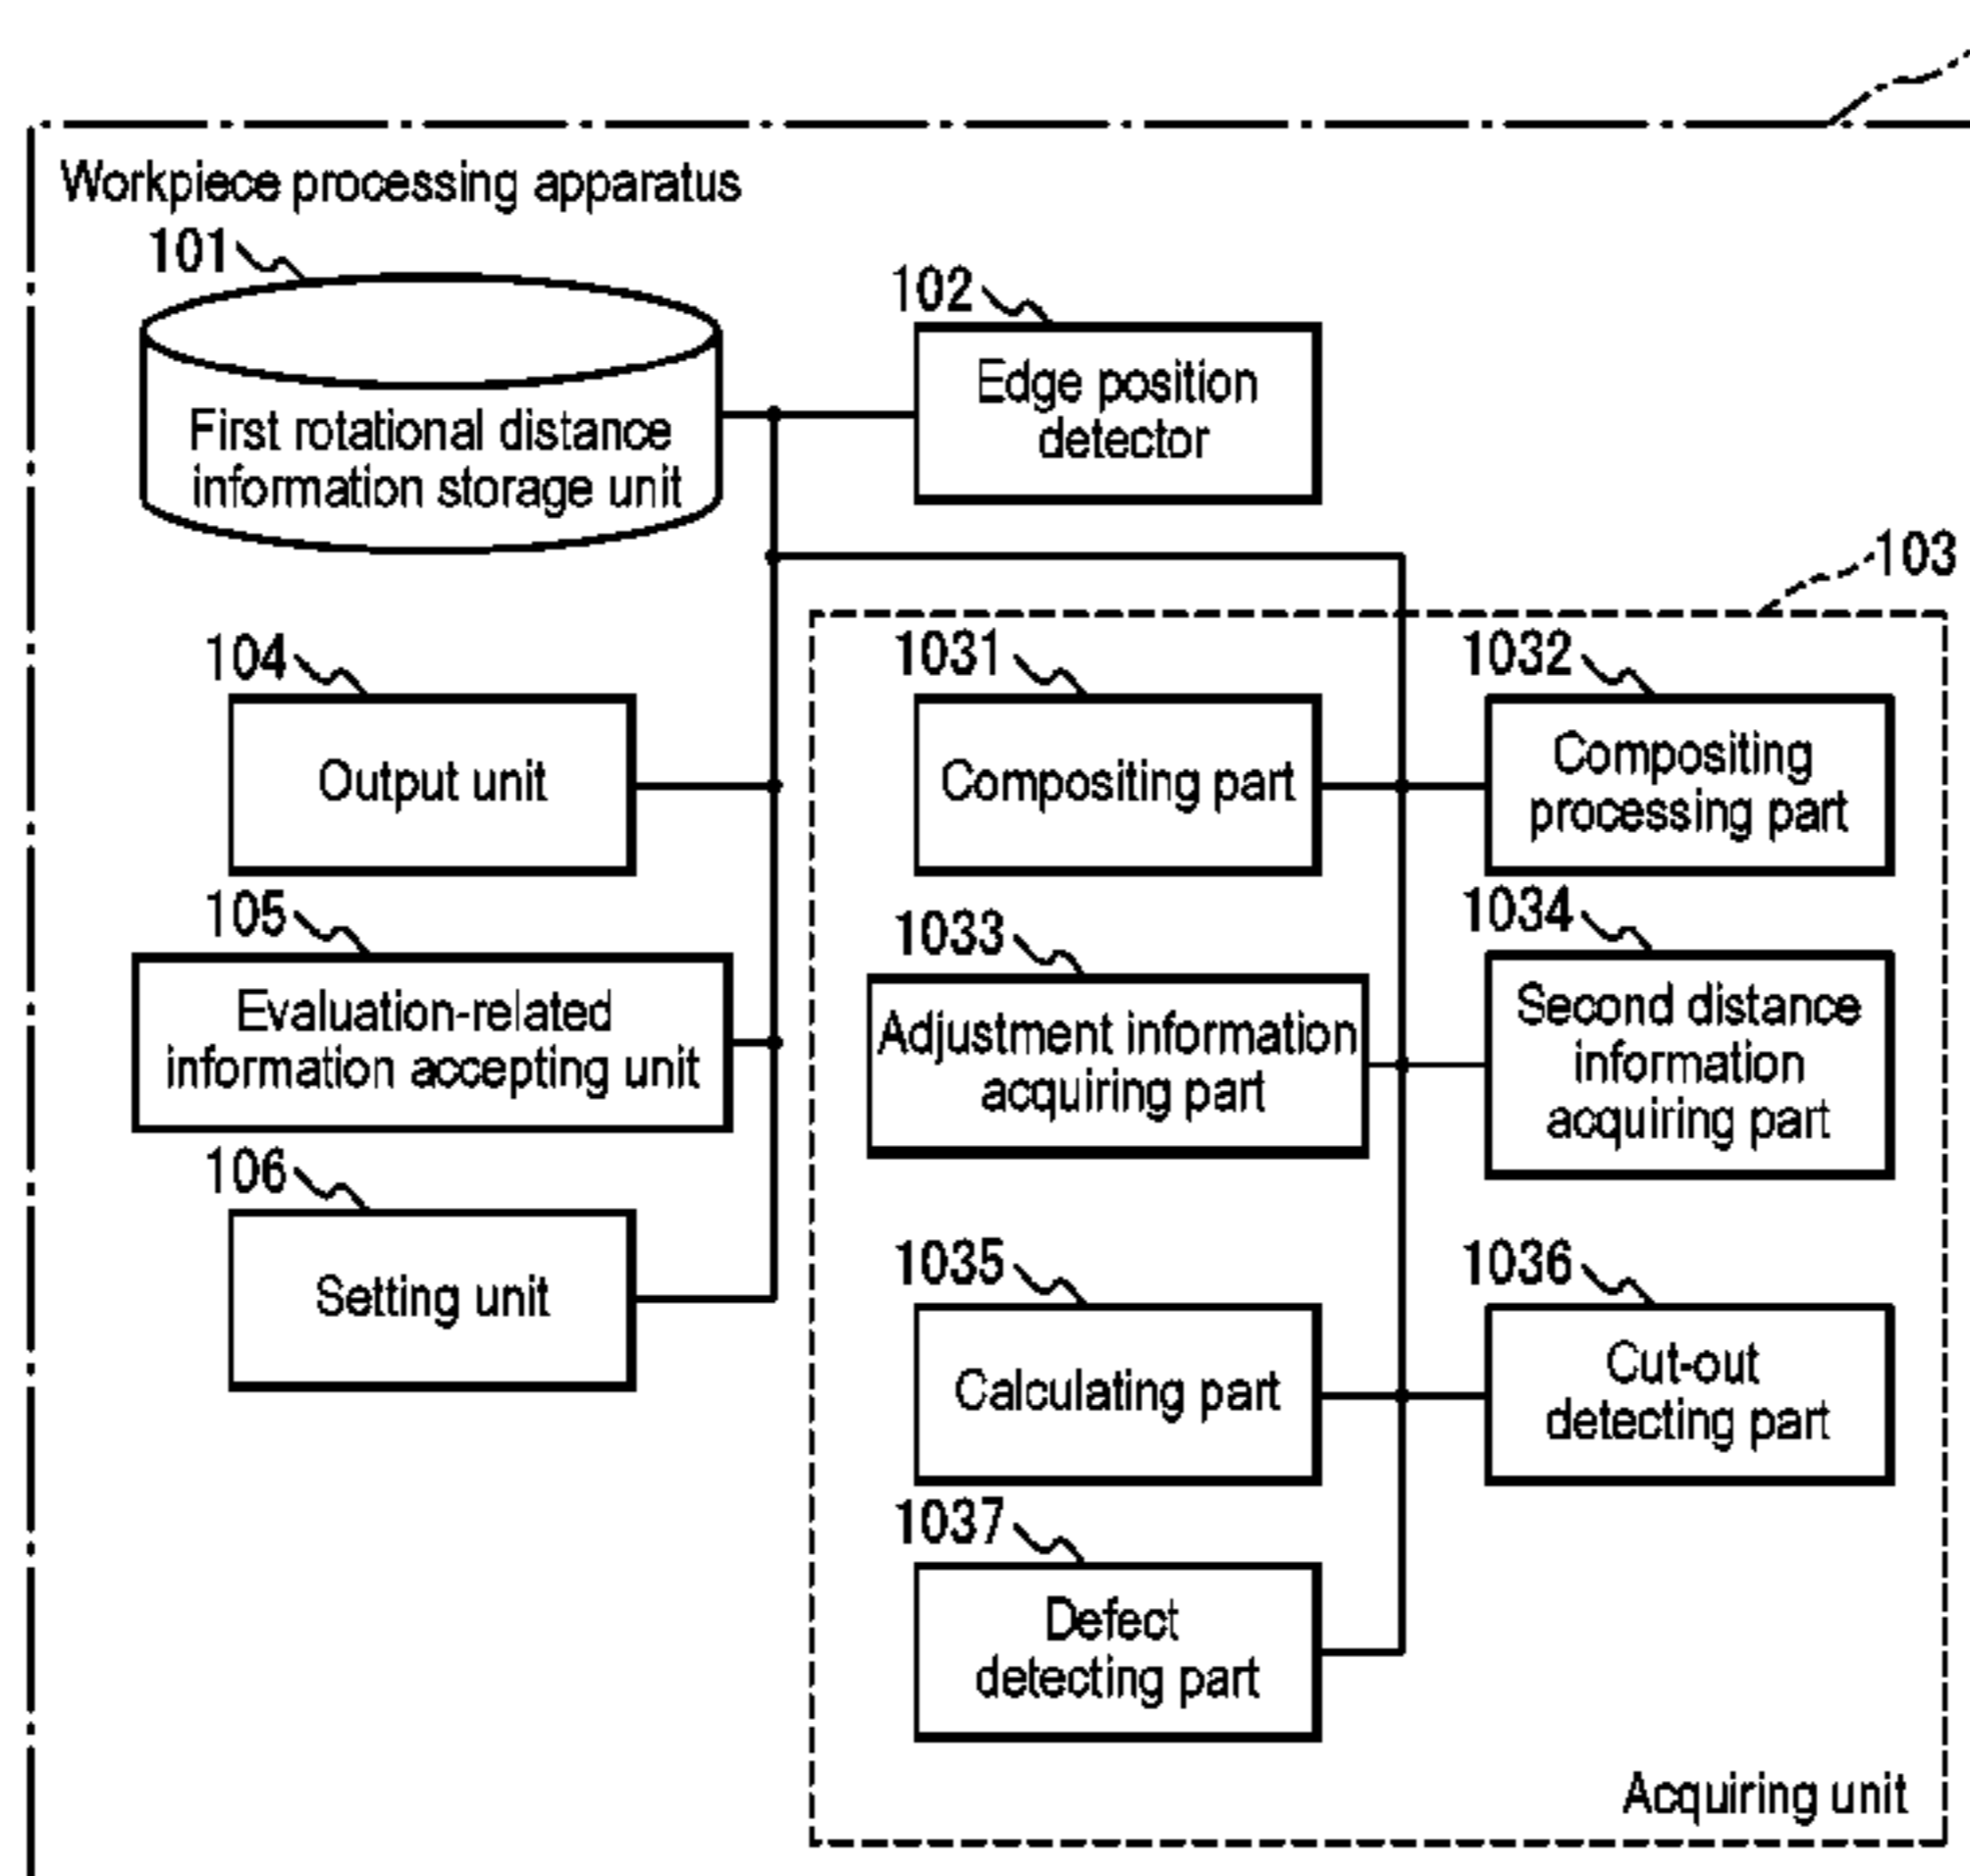 Workpiece processing apparatus
101
First rotational distance
information storage unit
102
Edge position
detector
103
104
Output unit
105
Evaluation-related
information accepting unit
106
Setting unit
1031
Compositing part
1032
Compositing
processing part
1033
Adjustment information
acquiring part
1034
Second distance
information
acquiring part
1035
Calculating part
1036
Cut-out
detecting part
1037
Defect
detecting part
Acquiring unit